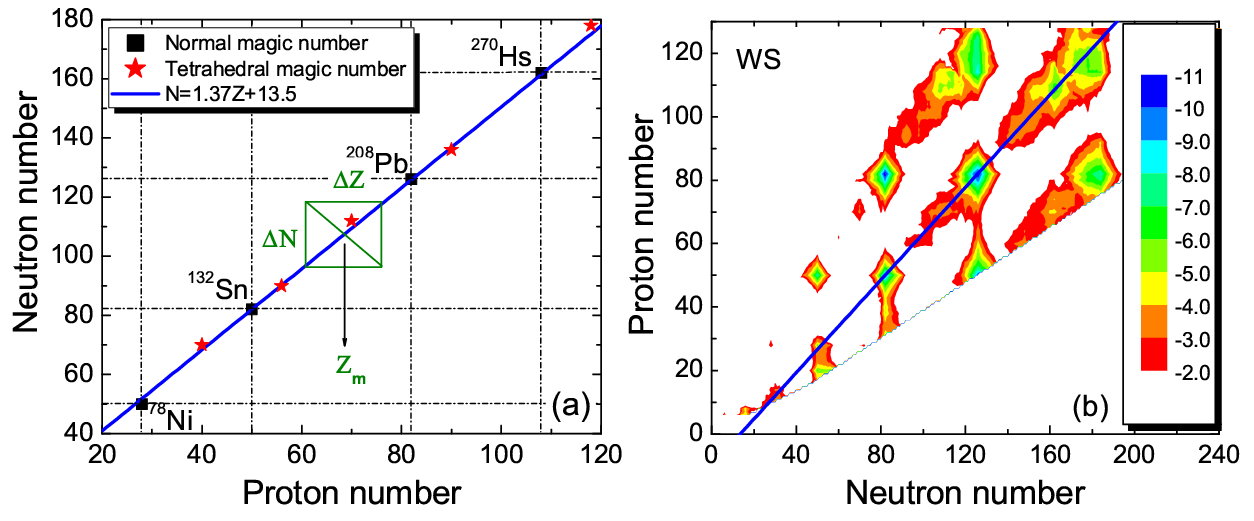 Normal magic number
Tetrahedral magic number
N=1.37Z+13.5
²⁷⁰Hs
²⁰⁸Pb
ΔZ
ΔN
¹³²Sn
Zₘ
⁷⁸Ni
(a)
180
160
140
120
100
80
60
40
20 40 60 80 100 120
Neutron number
Proton number
WS
-11
-10
-9.0
-8.0
-7.0
-6.0
-5.0
-4.0
-3.0
-2.0
(b)
120
100
80
60
40
20
0
0 40 80 120 160 200 240
Proton number
Neutron number